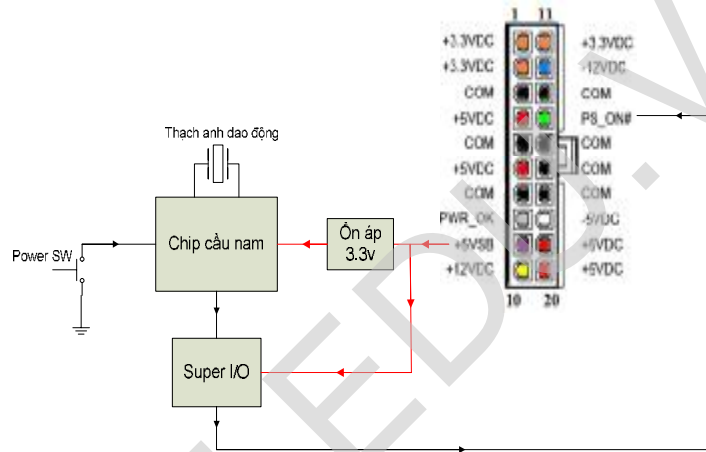 1 11
+3.3VDC +3.3VDC
+3.3VDC -12VDC
COM COM
+5VDC PS_ON#
COM COM
+5VDC COM
COM COM
PWR_OK -5VDC
+5VSB +5VDC
+12VDC +5VDC
10 20
Thạch anh dao động
Chip cầu nam
Ổn áp
3.3v
Power SW
Super I/O